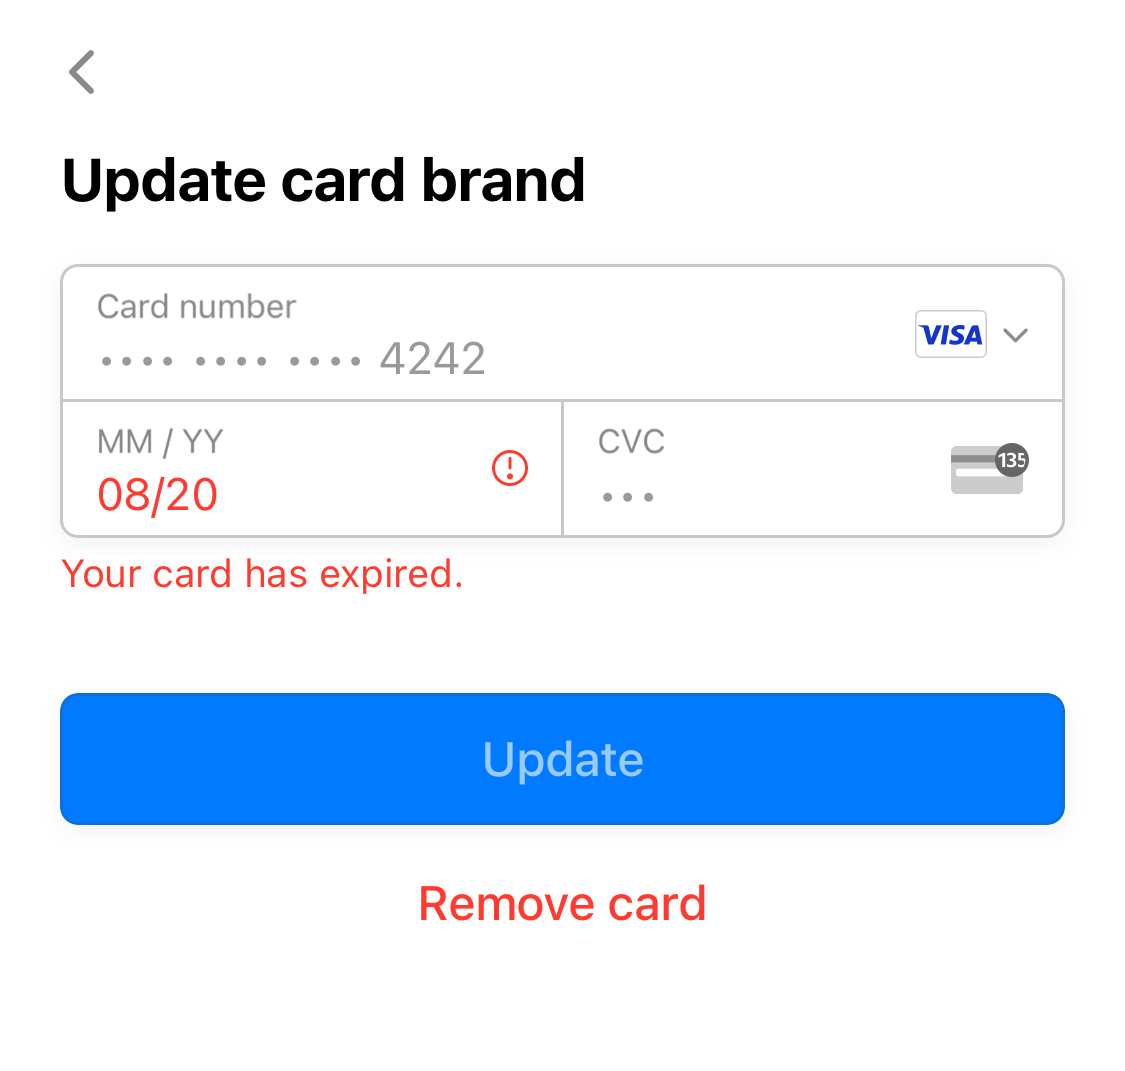 Update card brand
Card number
VISA
•••• •••• •••• 4242
MM / YY
08/20
CVC
•••
135
Your card has expired.
Update
Remove card